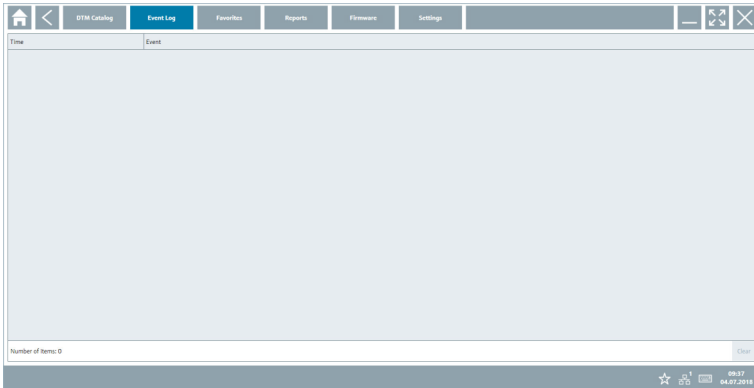 DTM Catalog Event Log Favorites Reports Firmware Settings
Time Event
Number of Items: 0 Clear
1 09:37
04.07.2018